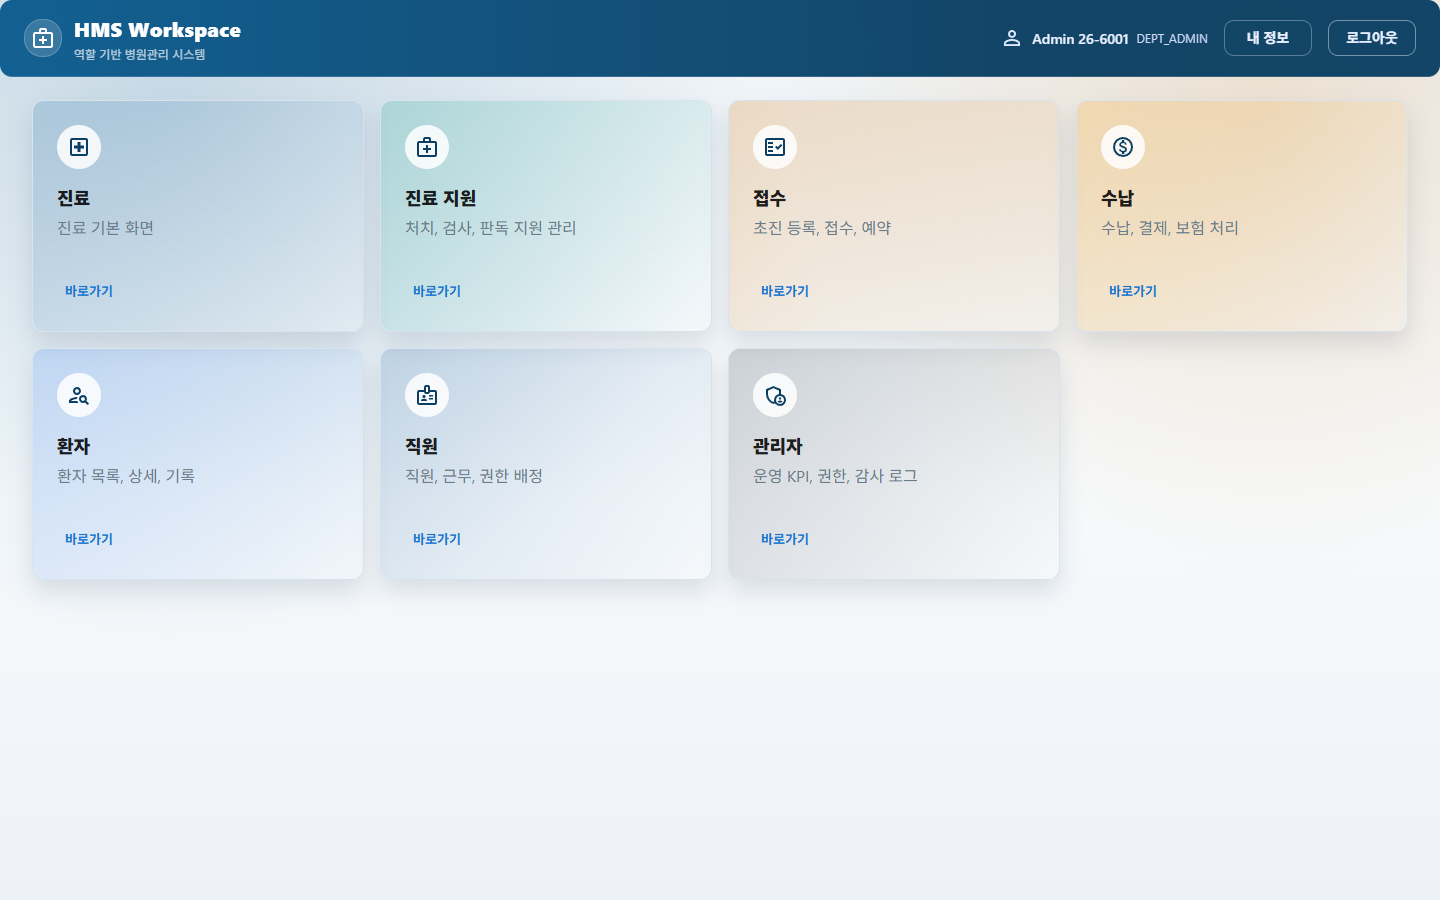 HMS Workspace
역할 기반 병원관리 시스템
Admin 26-6001 DEPT_ADMIN
내 정보
로그아웃
진료
진료 기본 화면
바로가기
진료 지원
처치, 검사, 판독 지원 관리
바로가기
접수
초진 등록, 접수, 예약
바로가기
수납
수납, 결제, 보험 처리
바로가기
환자
환자 목록, 상세, 기록
바로가기
직원
직원, 근무, 권한 배정
바로가기
관리자
운영 KPI, 권한, 감사 로그
바로가기